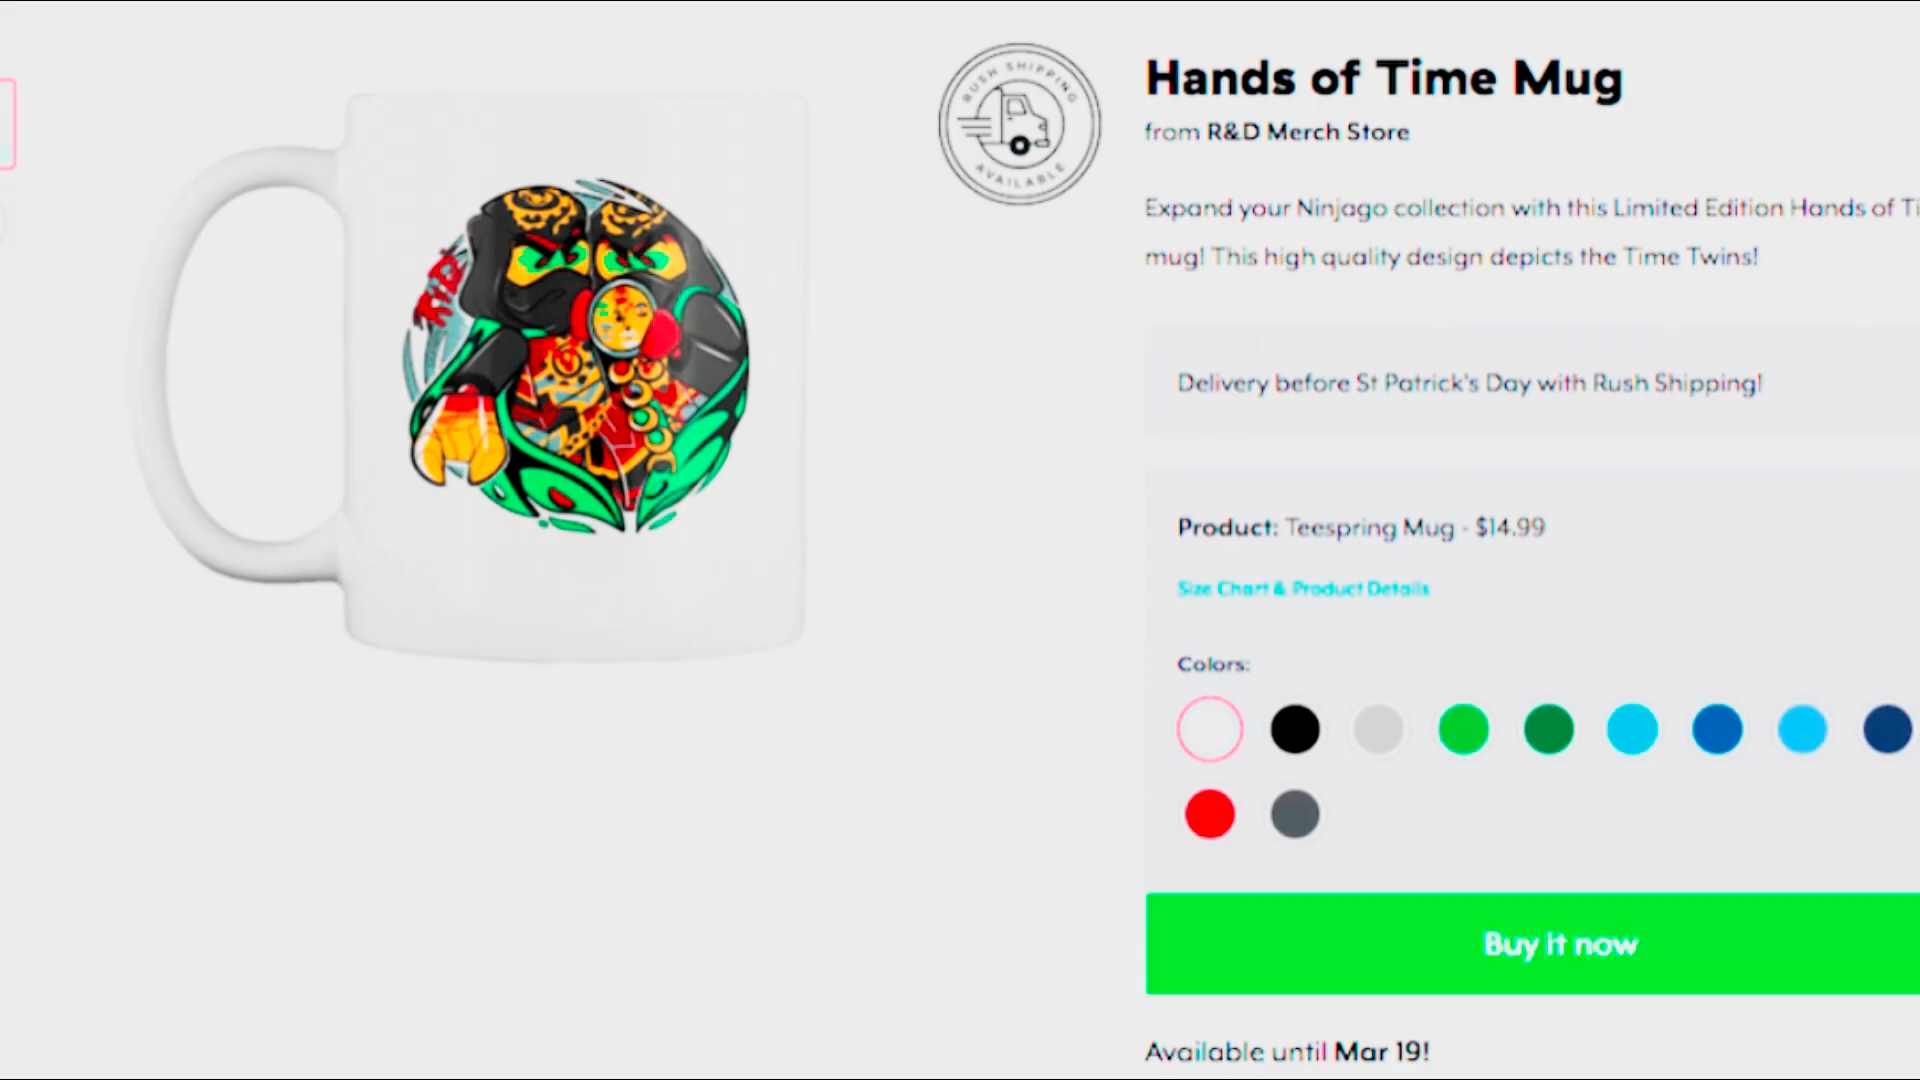 RUSH SHIPPING
AVAILABLE
Hands of Time Mug
from R&D Merch Store
Expand your Ninjago collection with this Limited Edition Hands of Ti
mug! This high quality design depicts the Time Twins!
Delivery before St Patrick's Day with Rush Shipping!
Product: Teespring Mug - $14.99
Size Chart & Product Details
Colors:
Buy it now
Available until Mar 19!